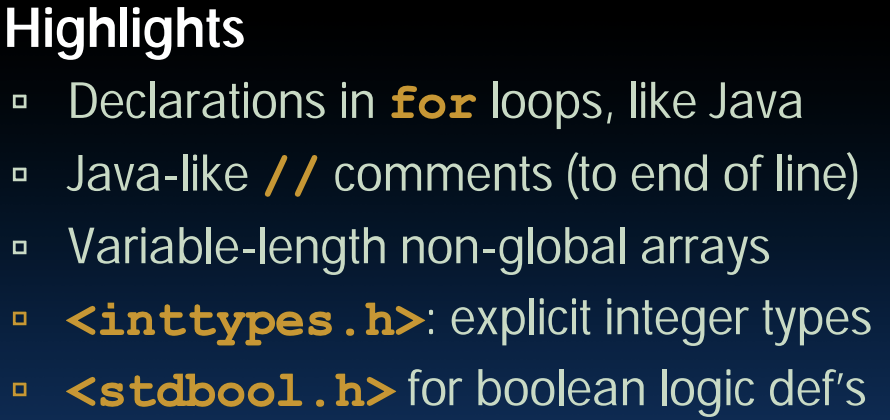 Highlights
Declarations in for loops, like Java
Java-like // comments (to end of line)
Variable-length non-global arrays
<inttypes.h>: explicit integer types
<stdbool.h> for boolean logic def's